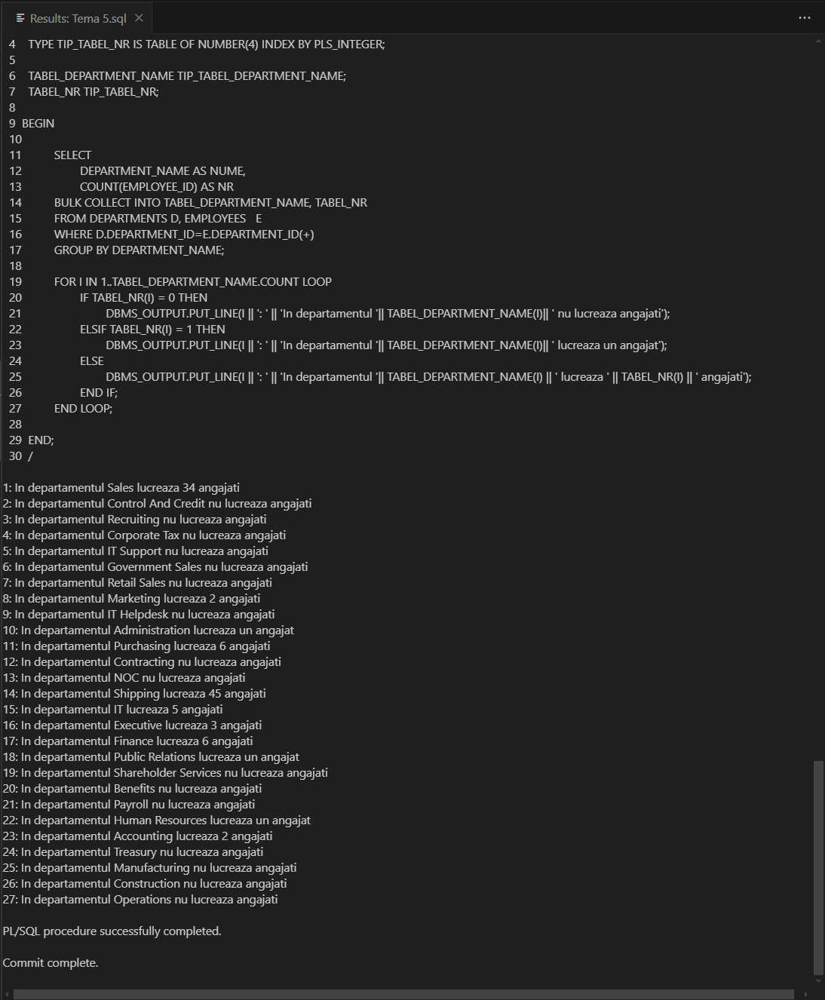 Results: Tema 5.sql
4 TYPE TIP_TABEL_NR IS TABLE OF NUMBER(4) INDEX BY PLS_INTEGER;
5
6 TABEL_DEPARTMENT_NAME TIP_TABEL_DEPARTMENT_NAME;
7 TABEL_NR TIP_TABEL_NR;
8
9 BEGIN
10
11 SELECT
12 DEPARTMENT_NAME AS NUME,
13 COUNT(EMPLOYEE_ID) AS NR
14 BULK COLLECT INTO TABEL_DEPARTMENT_NAME, TABEL_NR
15 FROM DEPARTMENTS D, EMPLOYEES E
16 WHERE D.DEPARTMENT_ID=E.DEPARTMENT_ID(+)
17 GROUP BY DEPARTMENT_NAME;
18
19 FOR I IN 1..TABEL_DEPARTMENT_NAME.COUNT LOOP
20 IF TABEL_NR(I) = 0 THEN
21 DBMS_OUTPUT.PUT_LINE(I || ': ' || 'In departamentul '|| TABEL_DEPARTMENT_NAME(I)|| ' nu lucreaza angajati');
22 ELSIF TABEL_NR(I) = 1 THEN
23 DBMS_OUTPUT.PUT_LINE(I || ': ' || 'In departamentul '|| TABEL_DEPARTMENT_NAME(I)|| ' lucreaza un angajat');
24 ELSE
25 DBMS_OUTPUT.PUT_LINE(I || ': ' || 'In departamentul '|| TABEL_DEPARTMENT_NAME(I) || ' lucreaza ' || TABEL_NR(I) || ' angajati');
26 END IF;
27 END LOOP;
28
29 END;
30 /
1: In departamentul Sales lucreaza 34 angajati
2: In departamentul Control And Credit nu lucreaza angajati
3: In departamentul Recruiting nu lucreaza angajati
4: In departamentul Corporate Tax nu lucreaza angajati
5: In departamentul IT Support nu lucreaza angajati
6: In departamentul Government Sales nu lucreaza angajati
7: In departamentul Retail Sales nu lucreaza angajati
8: In departamentul Marketing lucreaza 2 angajati
9: In departamentul IT Helpdesk nu lucreaza angajati
10: In departamentul Administration lucreaza un angajat
11: In departamentul Purchasing lucreaza 6 angajati
12: In departamentul Contracting nu lucreaza angajati
13: In departamentul NOC nu lucreaza angajati
14: In departamentul Shipping lucreaza 45 angajati
15: In departamentul IT lucreaza 5 angajati
16: In departamentul Executive lucreaza 3 angajati
17: In departamentul Finance lucreaza 6 angajati
18: In departamentul Public Relations lucreaza un angajat
19: In departamentul Shareholder Services nu lucreaza angajati
20: In departamentul Benefits nu lucreaza angajati
21: In departamentul Payroll nu lucreaza angajati
22: In departamentul Human Resources lucreaza un angajat
23: In departamentul Accounting lucreaza 2 angajati
24: In departamentul Treasury nu lucreaza angajati
25: In departamentul Manufacturing nu lucreaza angajati
26: In departamentul Construction nu lucreaza angajati
27: In departamentul Operations nu lucreaza angajati
PL/SQL procedure successfully completed.
Commit complete.